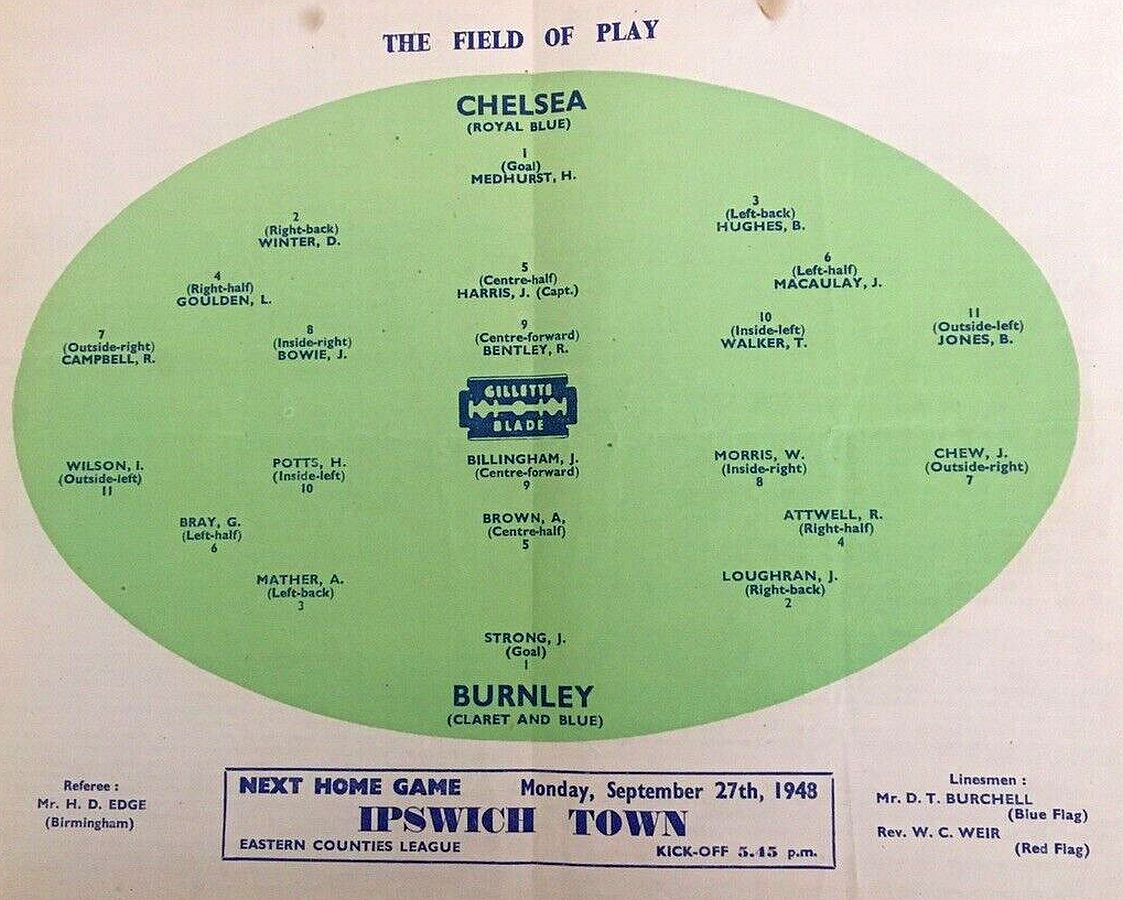 THE FIELD OF PLAY
CHELSEA
(ROYAL BLUE)
1
(Goal)
MEDHURST, H.
2
(Right-back)
WINTER, D.
3
(Left-back)
HUGHES, B.
4
(Right-half)
GOULDEN, L.
5
(Centre-half)
HARRIS, J. (Capt.)
6
(Left-half)
MACAULAY, J.
7
(Outside-right)
CAMPBELL, R.
8
(Inside-right)
BOWIE, J.
9
(Centre-forward)
BENTLEY, R.
10
(Inside-left)
WALKER, T.
11
(Outside-left)
JONES, B.
GILLETTE
BLADE
WILSON, I.
(Outside-left)
11
POTTS, H.
(Inside-left)
10
BILLINGHAM, J.
(Centre-forward)
9
MORRIS, W.
(Inside-right)
8
CHEW, J.
(Outside-right)
7
BRAY, G.
(Left-half)
6
BROWN, A,
(Centre-half)
5
ATTWELL, R.
(Right-half)
4
MATHER, A.
(Left-back)
3
LOUGHRAN, J.
(Right-back)
2
STRONG, J.
(Goal)
1
BURNLEY
(CLARET AND BLUE)
Referee :
Mr. H. D. EDGE
(Birmingham)
NEXT HOME GAME Monday, September 27th, 1948
IPSWICH TOWN
EASTERN COUNTIES LEAGUE KICK-OFF 5.45 p.m.
Linesmen :
Mr. D. T. BURCHELL
(Blue Flag)
Rev. W. C. WEIR
(Red Flag)